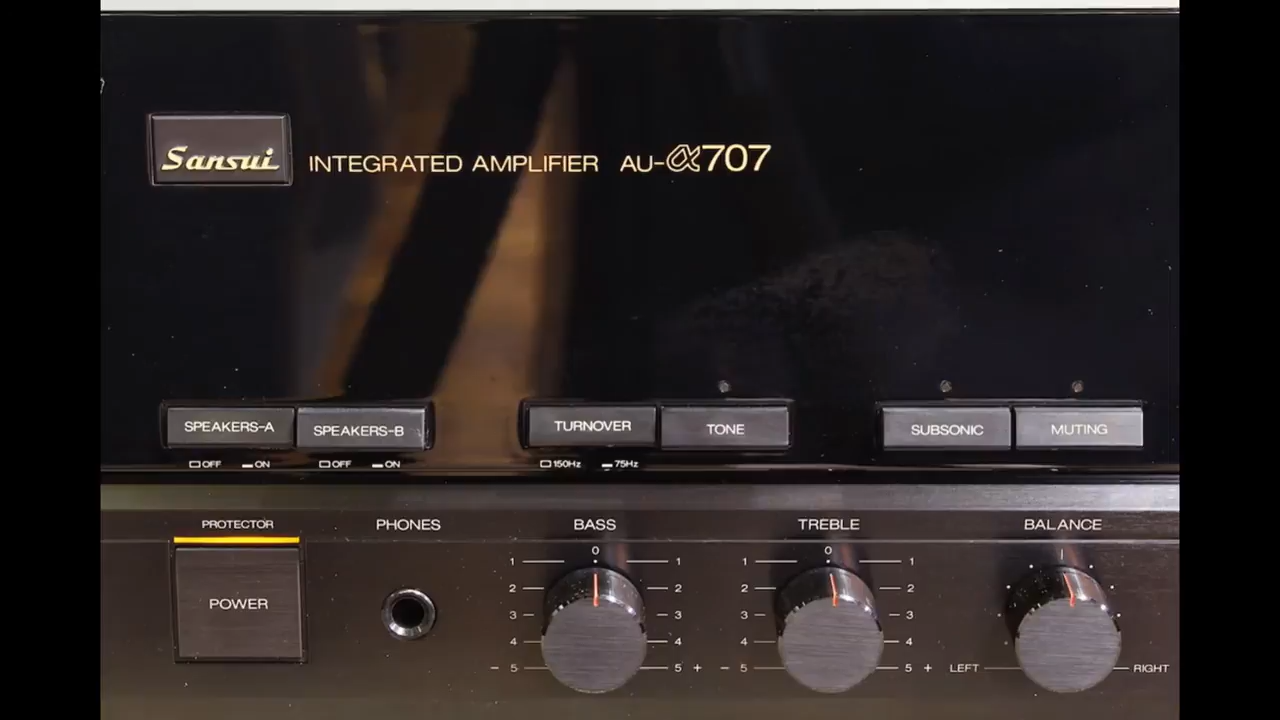 Sansui INTEGRATED AMPLIFIER AU-α707
SPEAKERS-A SPEAKERS-B TURNOVER TONE SUBSONIC MUTING
OFF ON OFF ON 150Hz 75Hz
PROTECTOR PHONES BASS TREBLE BALANCE
0 0
1 1 1 1
2 2 2 2
POWER
3 3 3 3
4 4 4 4
- 5 5 + - 5 5 + LEFT RIGHT